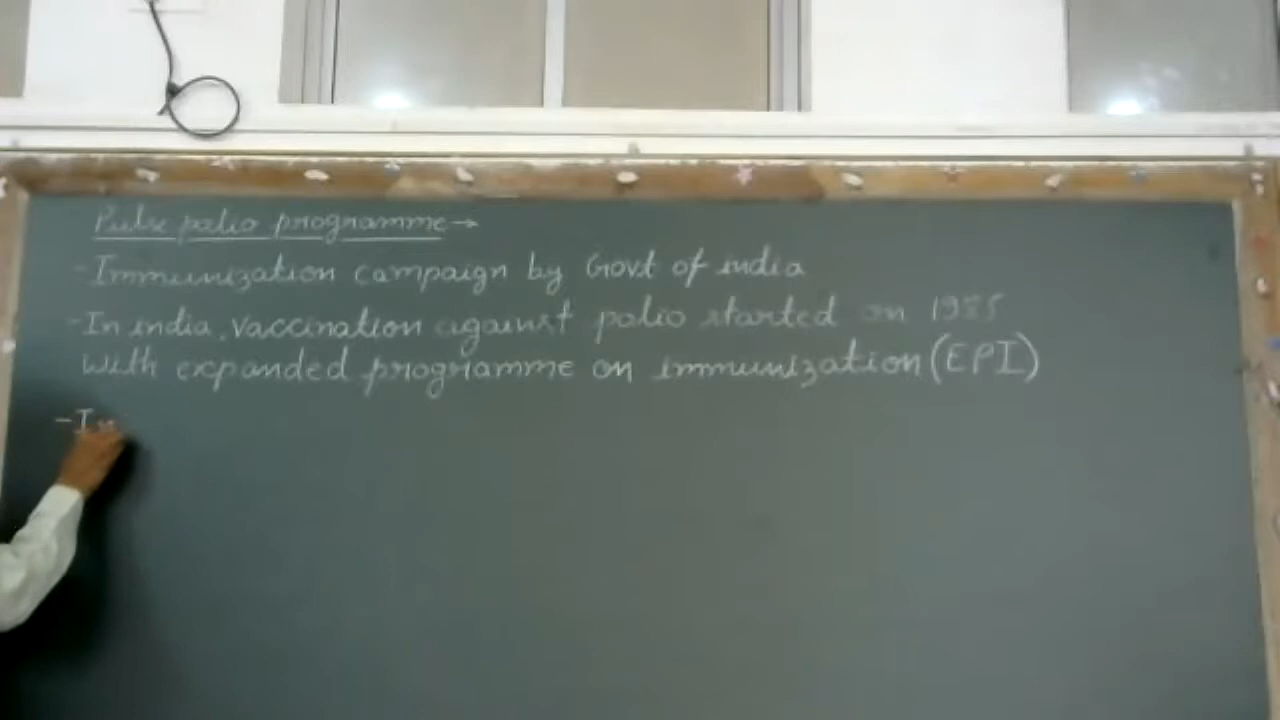 Pulse polio programme →
- Immunization campaign by Govt of india
- In india, vaccination against polio started on 1985
With expanded programme on immunization (EPI)
- In